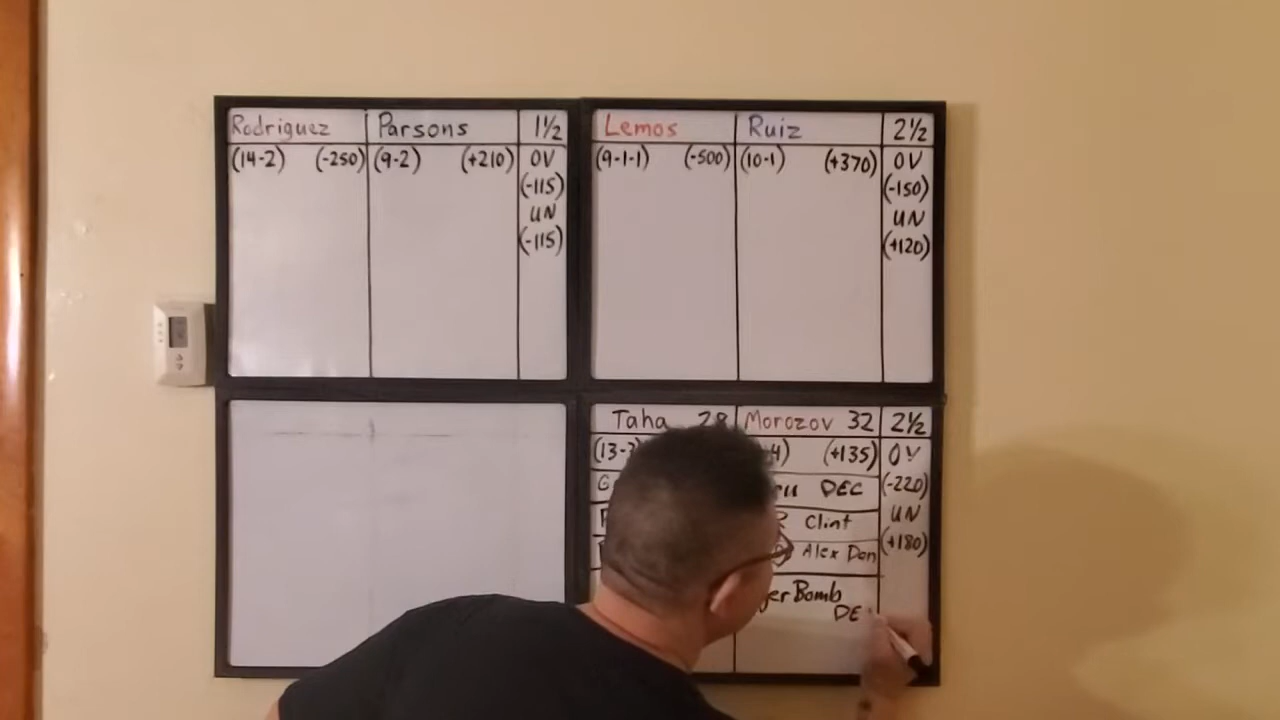 Rodriguez Parsons 1½
(14-2) (-250) (9-2) (+210) OV
(-115)
UN
(-115)
Lemos Ruiz 2½
(9-1-1) (-500) (10-1) (+370) OV
(-150)
UN
(+120)
Taha 28 Morozov 32 2½
(+135) OV
DEC (-220)
Clint UN
Alex Don (+180)
Bomb
DE